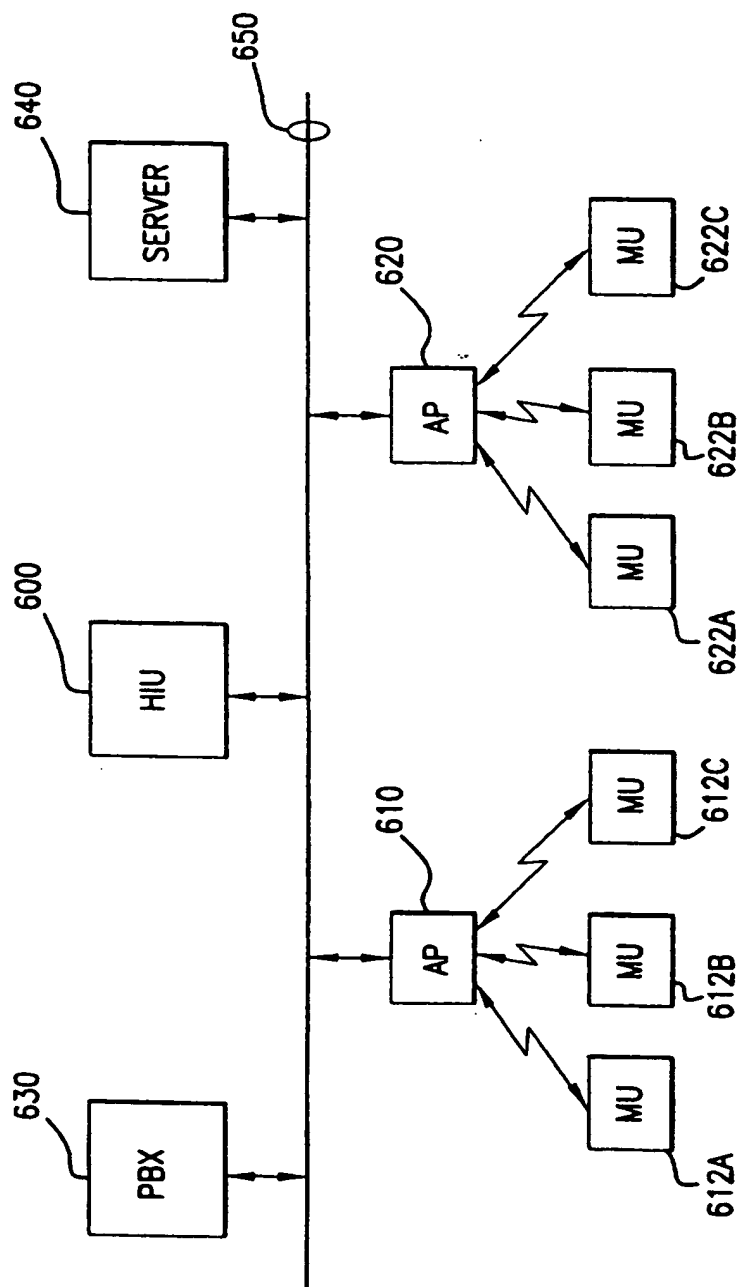 630
600
640
PBX
HIU
SERVER
650
610
620
AP
AP
MU
MU
MU
MU
MU
MU
612A
612B
612C
622A
622B
622C